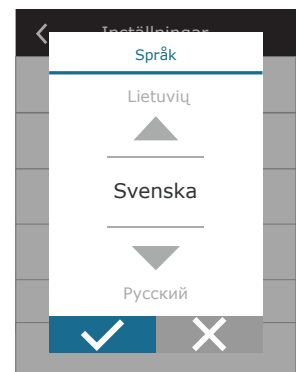 Inställningar
Språk
Lietuvių
Svenska
Русский